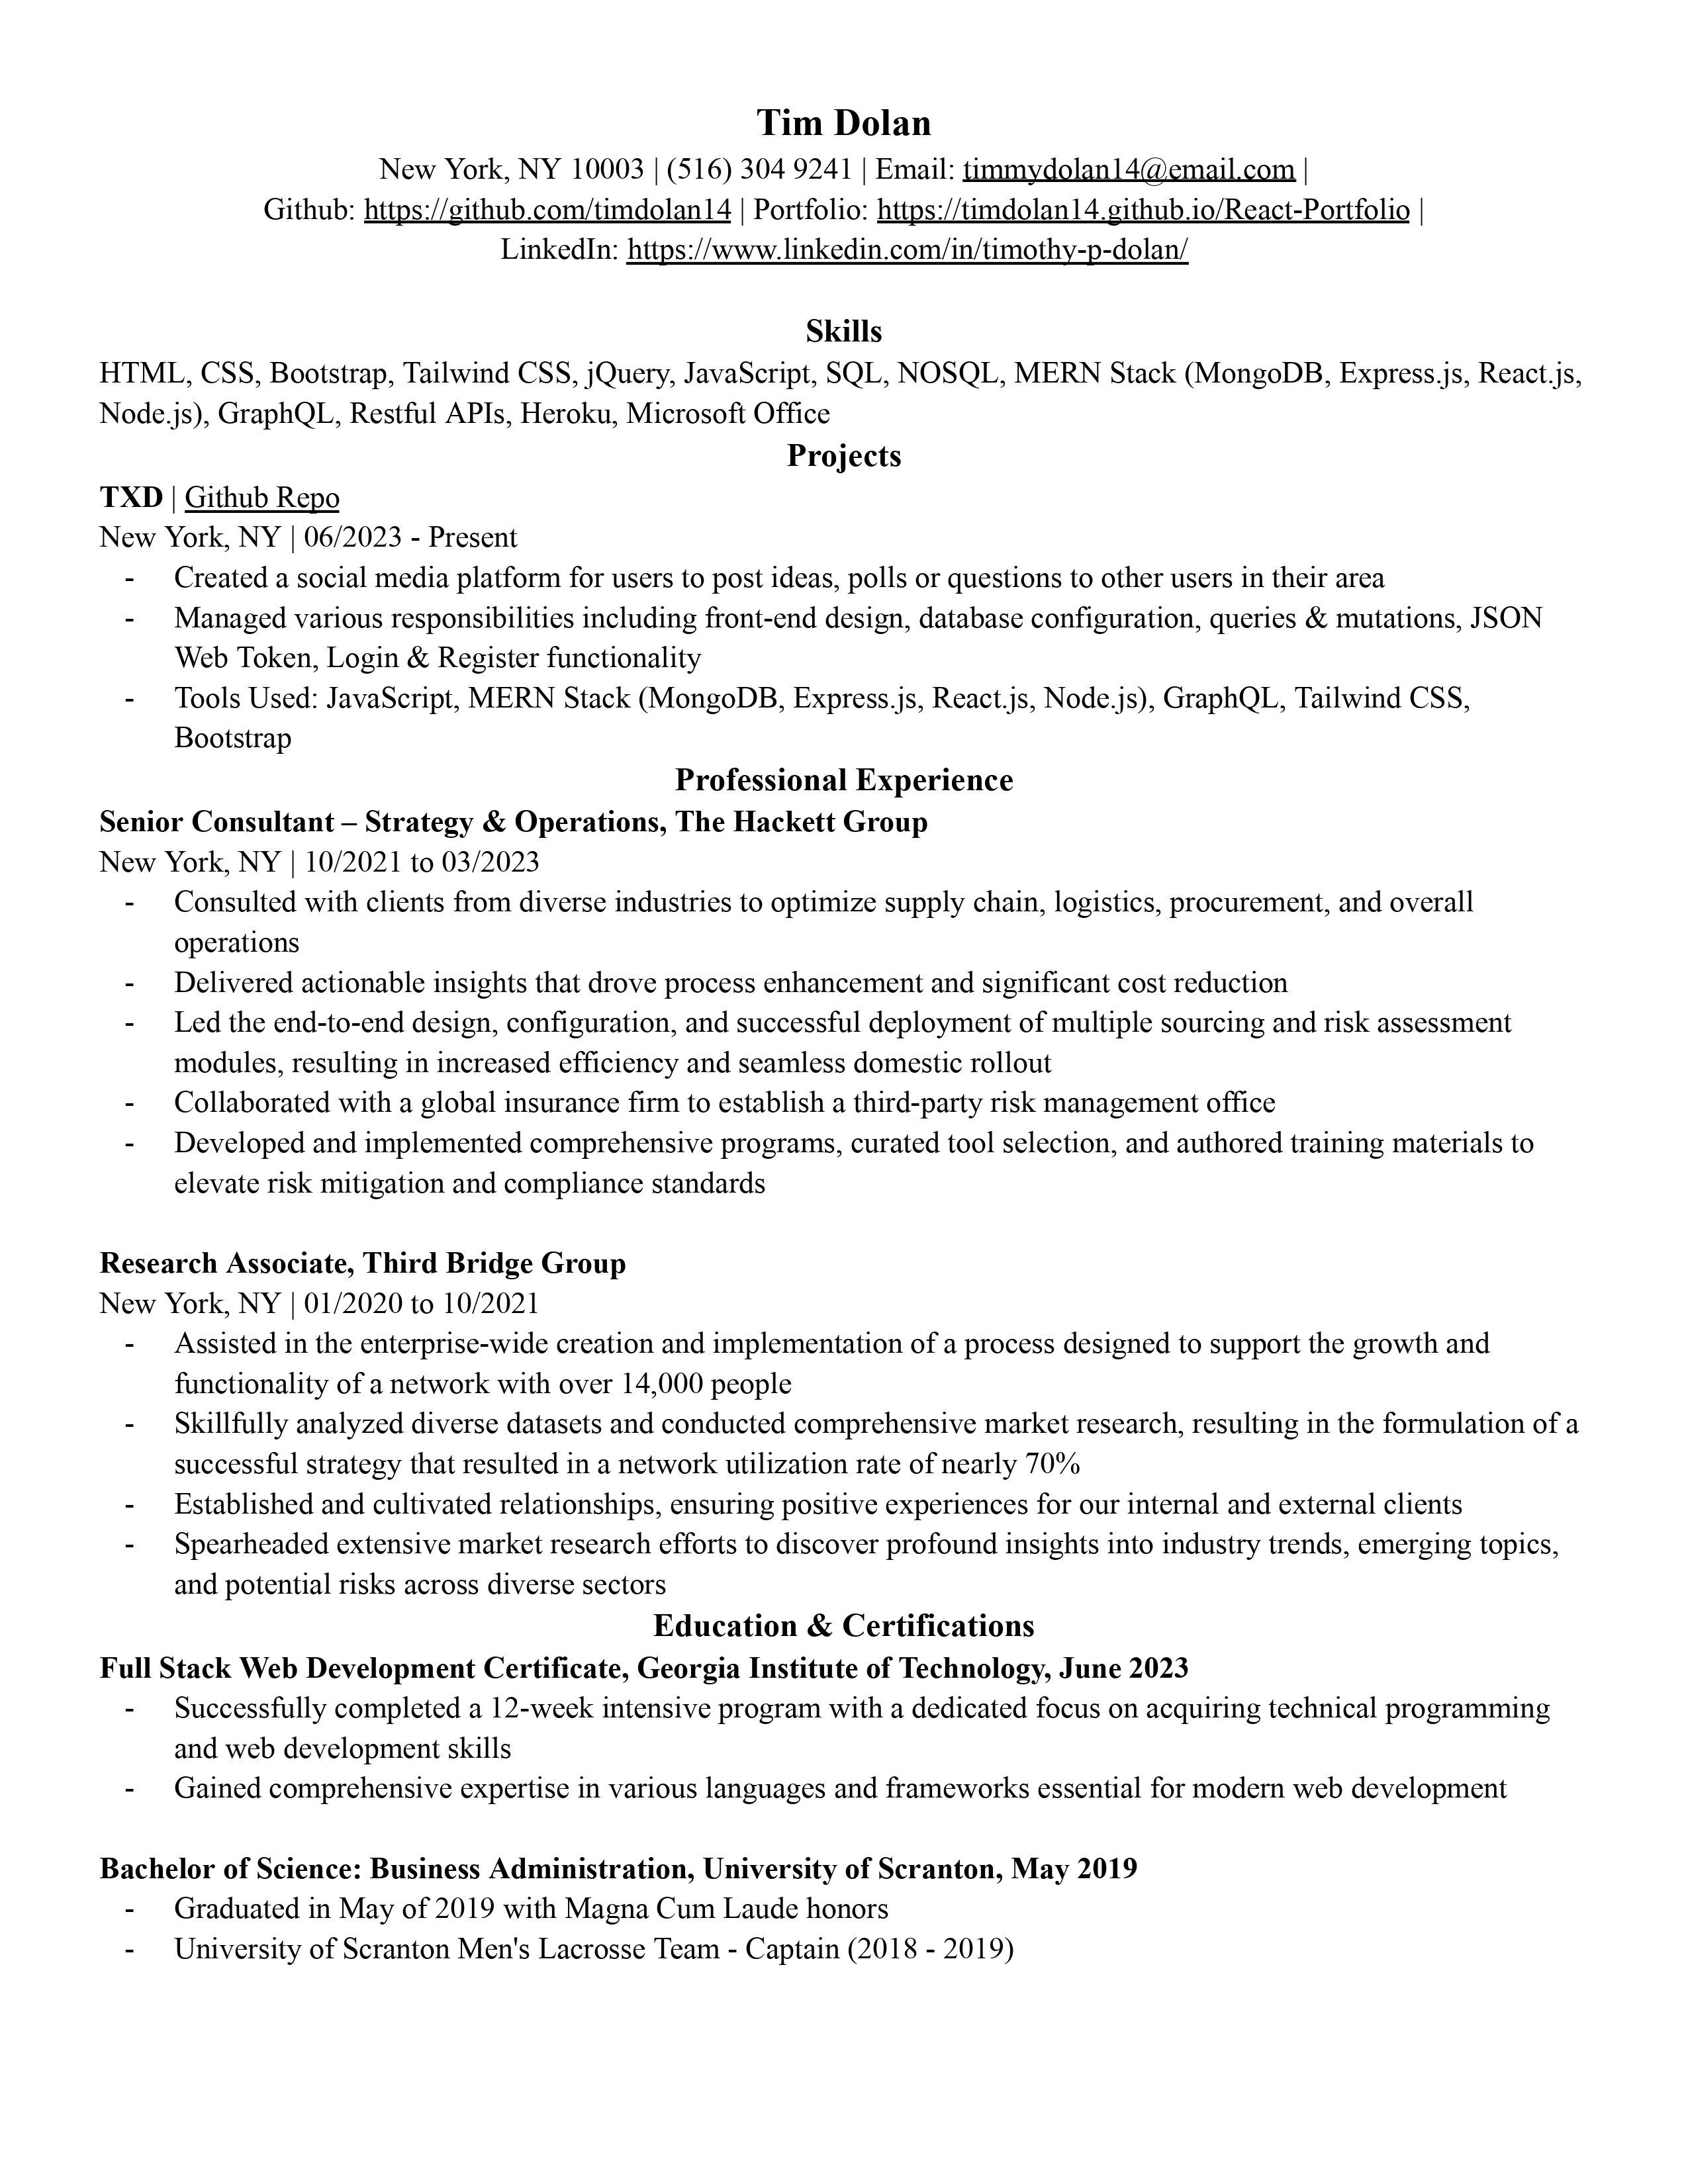 Tim Dolan
New York, NY 10003 | (516) 304 9241 | Email: timmydolan14@email.com |
Github: https://github.com/timdolan14 | Portfolio: https://timdolan14.github.io/React-Portfolio |
LinkedIn: https://www.linkedin.com/in/timothy-p-dolan/
Skills
HTML, CSS, Bootstrap, Tailwind CSS, jQuery, JavaScript, SQL, NOSQL, MERN Stack (MongoDB, Express.js, React.js,
Node.js), GraphQL, Restful APIs, Heroku, Microsoft Office
Projects
TXD | Github Repo
New York, NY | 06/2023 - Present
- Created a social media platform for users to post ideas, polls or questions to other users in their area
- Managed various responsibilities including front-end design, database configuration, queries & mutations, JSON
Web Token, Login & Register functionality
- Tools Used: JavaScript, MERN Stack (MongoDB, Express.js, React.js, Node.js), GraphQL, Tailwind CSS,
Bootstrap
Professional Experience
Senior Consultant – Strategy & Operations, The Hackett Group
New York, NY | 10/2021 to 03/2023
- Consulted with clients from diverse industries to optimize supply chain, logistics, procurement, and overall
operations
- Delivered actionable insights that drove process enhancement and significant cost reduction
- Led the end-to-end design, configuration, and successful deployment of multiple sourcing and risk assessment
modules, resulting in increased efficiency and seamless domestic rollout
- Collaborated with a global insurance firm to establish a third-party risk management office
- Developed and implemented comprehensive programs, curated tool selection, and authored training materials to
elevate risk mitigation and compliance standards
Research Associate, Third Bridge Group
New York, NY | 01/2020 to 10/2021
- Assisted in the enterprise-wide creation and implementation of a process designed to support the growth and
functionality of a network with over 14,000 people
- Skillfully analyzed diverse datasets and conducted comprehensive market research, resulting in the formulation of a
successful strategy that resulted in a network utilization rate of nearly 70%
- Established and cultivated relationships, ensuring positive experiences for our internal and external clients
- Spearheaded extensive market research efforts to discover profound insights into industry trends, emerging topics,
and potential risks across diverse sectors
Education & Certifications
Full Stack Web Development Certificate, Georgia Institute of Technology, June 2023
- Successfully completed a 12-week intensive program with a dedicated focus on acquiring technical programming
and web development skills
- Gained comprehensive expertise in various languages and frameworks essential for modern web development
Bachelor of Science: Business Administration, University of Scranton, May 2019
- Graduated in May of 2019 with Magna Cum Laude honors
- University of Scranton Men's Lacrosse Team - Captain (2018 - 2019)